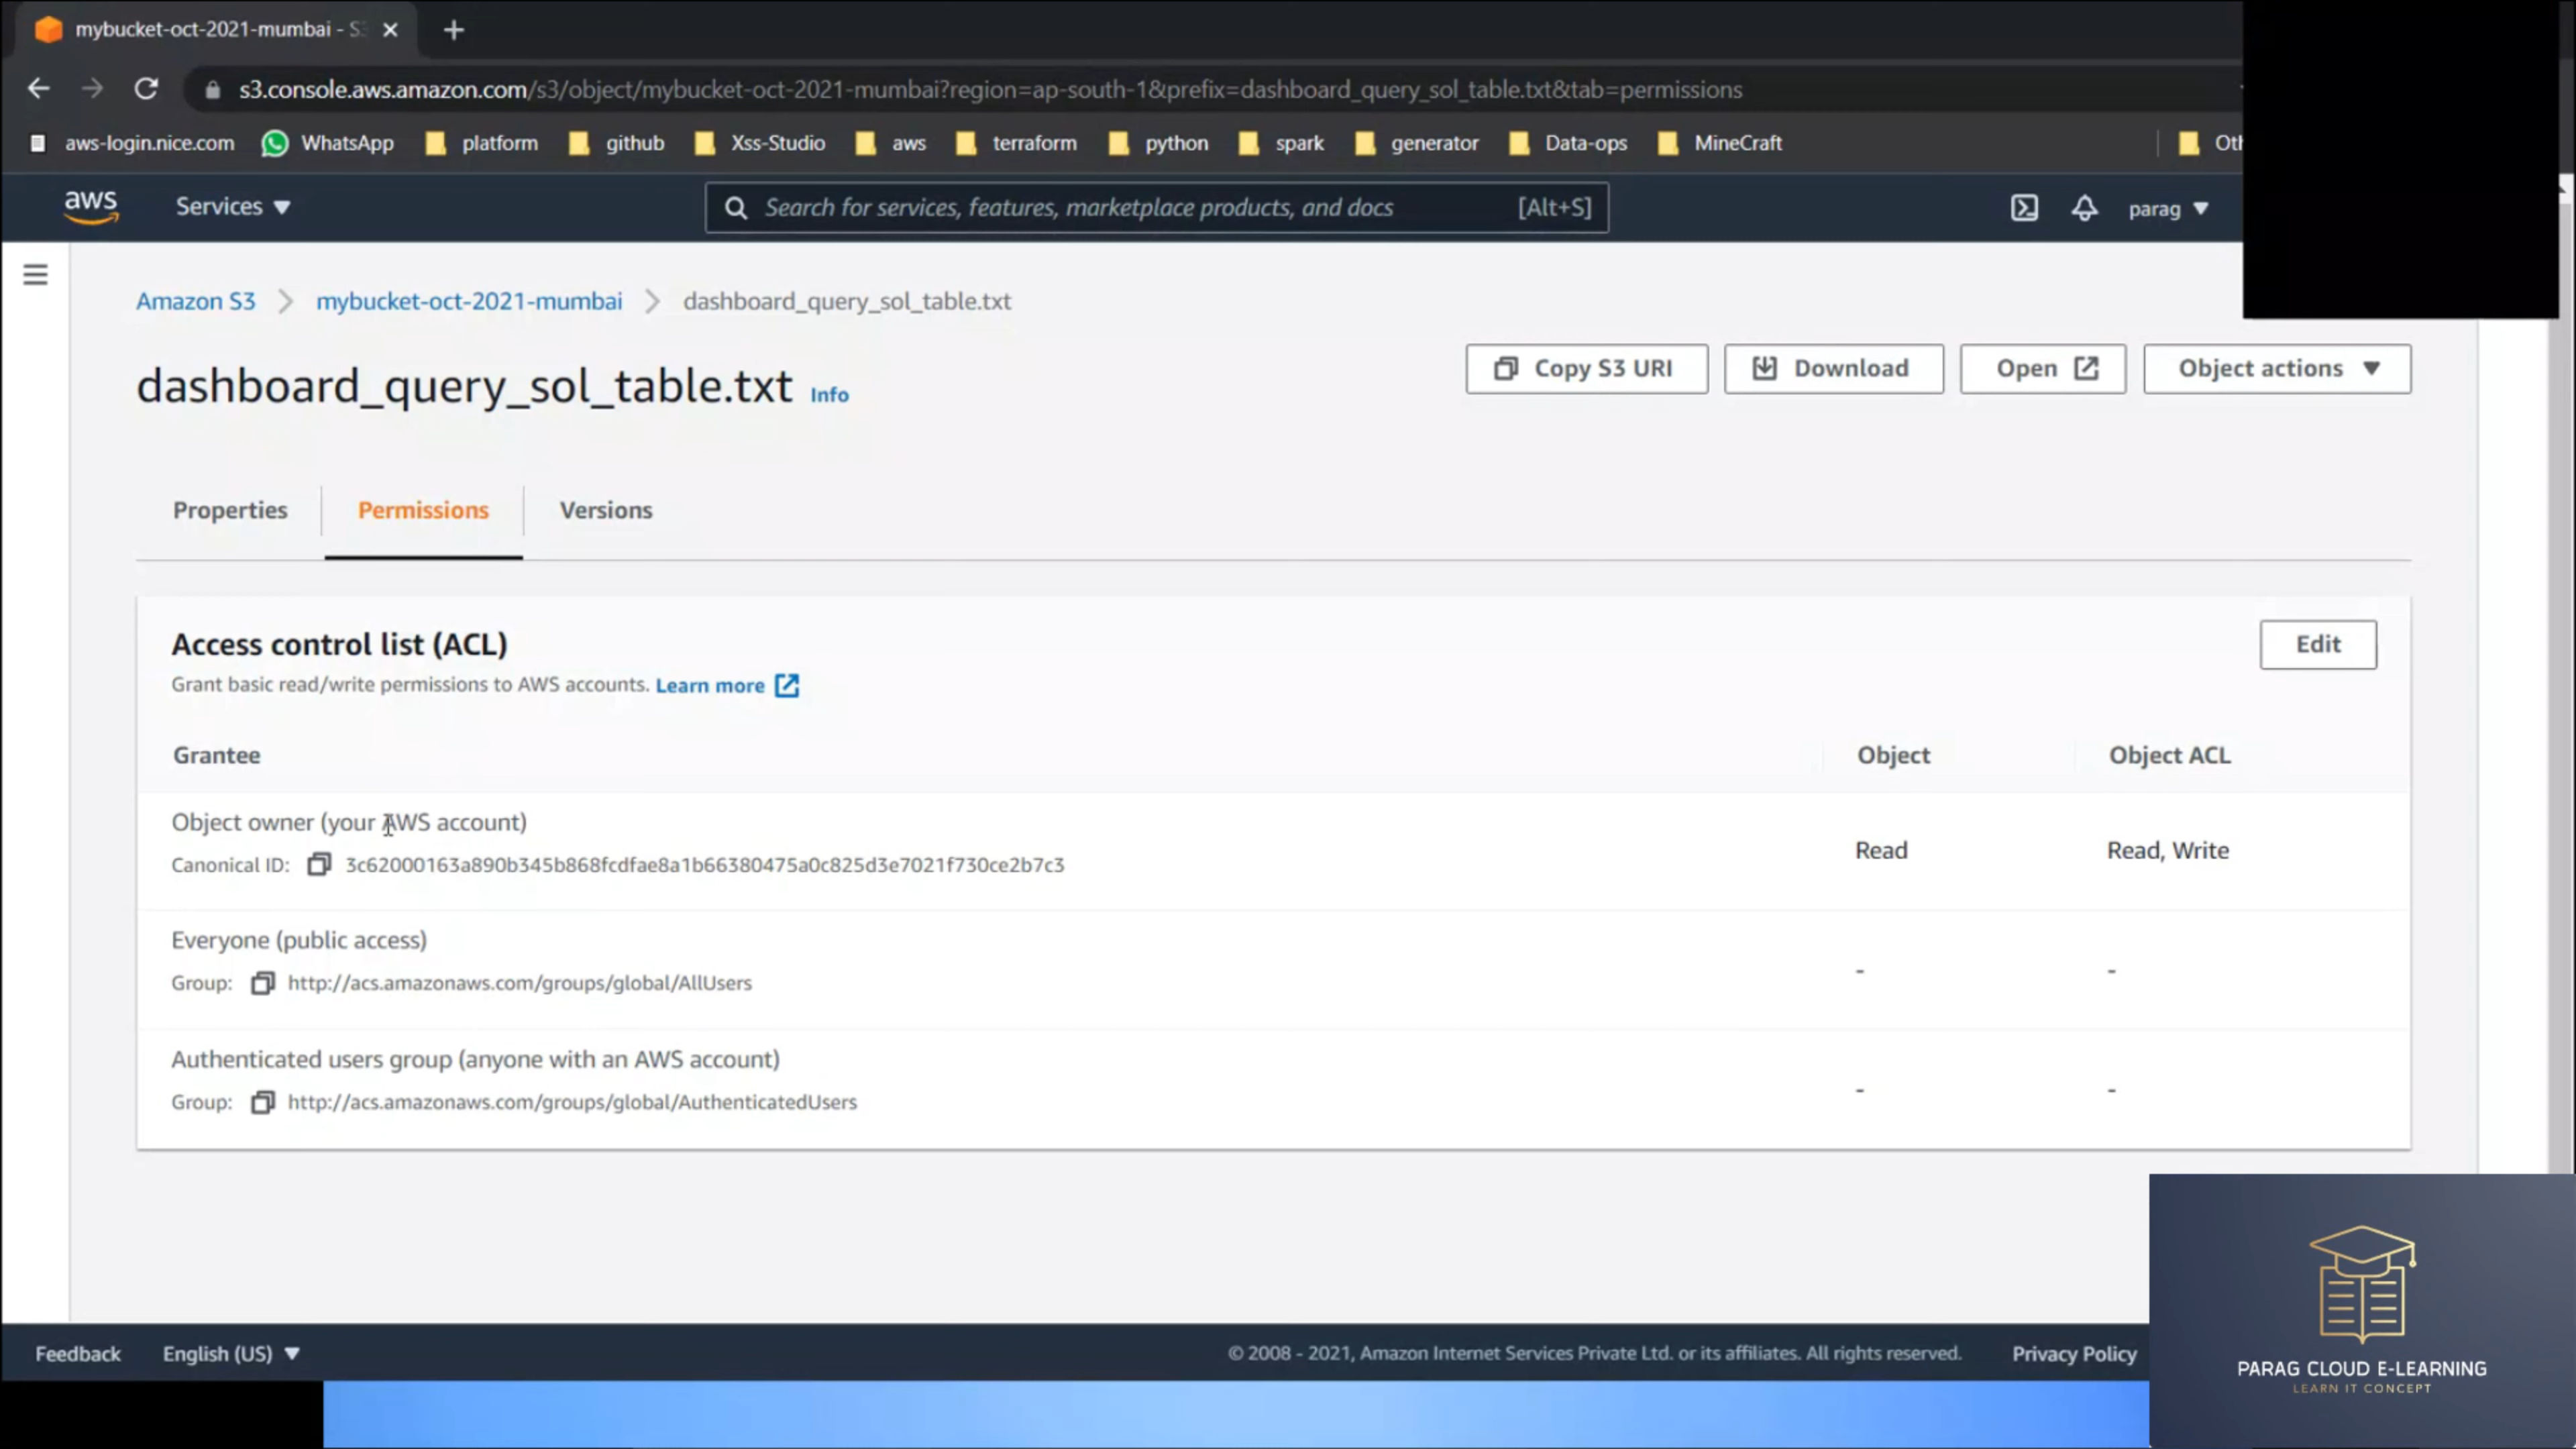 mybucket-oct-2021-mumbai - S3
s3.console.aws.amazon.com/s3/object/mybucket-oct-2021-mumbai?region=ap-south-1&prefix=dashboard_query_sol_table.txt&tab=permissions
aws-login.nice.com WhatsApp platform github Xss-Studio aws terraform python spark generator Data-ops MineCraft
aws Services Search for services, features, marketplace products, and docs [Alt+S] parag
Amazon S3 mybucket-oct-2021-mumbai dashboard_query_sol_table.txt
dashboard_query_sol_table.txt Info Copy S3 URI Download Open Object actions
Properties Permissions Versions
Access control list (ACL) Edit
Grant basic read/write permissions to AWS accounts. Learn more
Grantee Object Object ACL
Object owner (your AWS account)
Canonical ID: 3c62000163a890b345b868fcdfae8a1b66380475a0c825d3e7021f730ce2b7c3 Read Read, Write
Everyone (public access)
Group: http://acs.amazonaws.com/groups/global/AllUsers - -
Authenticated users group (anyone with an AWS account)
Group: http://acs.amazonaws.com/groups/global/AuthenticatedUsers - -
Feedback English (US) © 2008 - 2021, Amazon Internet Services Private Ltd. or its affiliates. All rights reserved. Privacy Policy
PARAG CLOUD E-LEARNING
LEARN IT CONCEPT